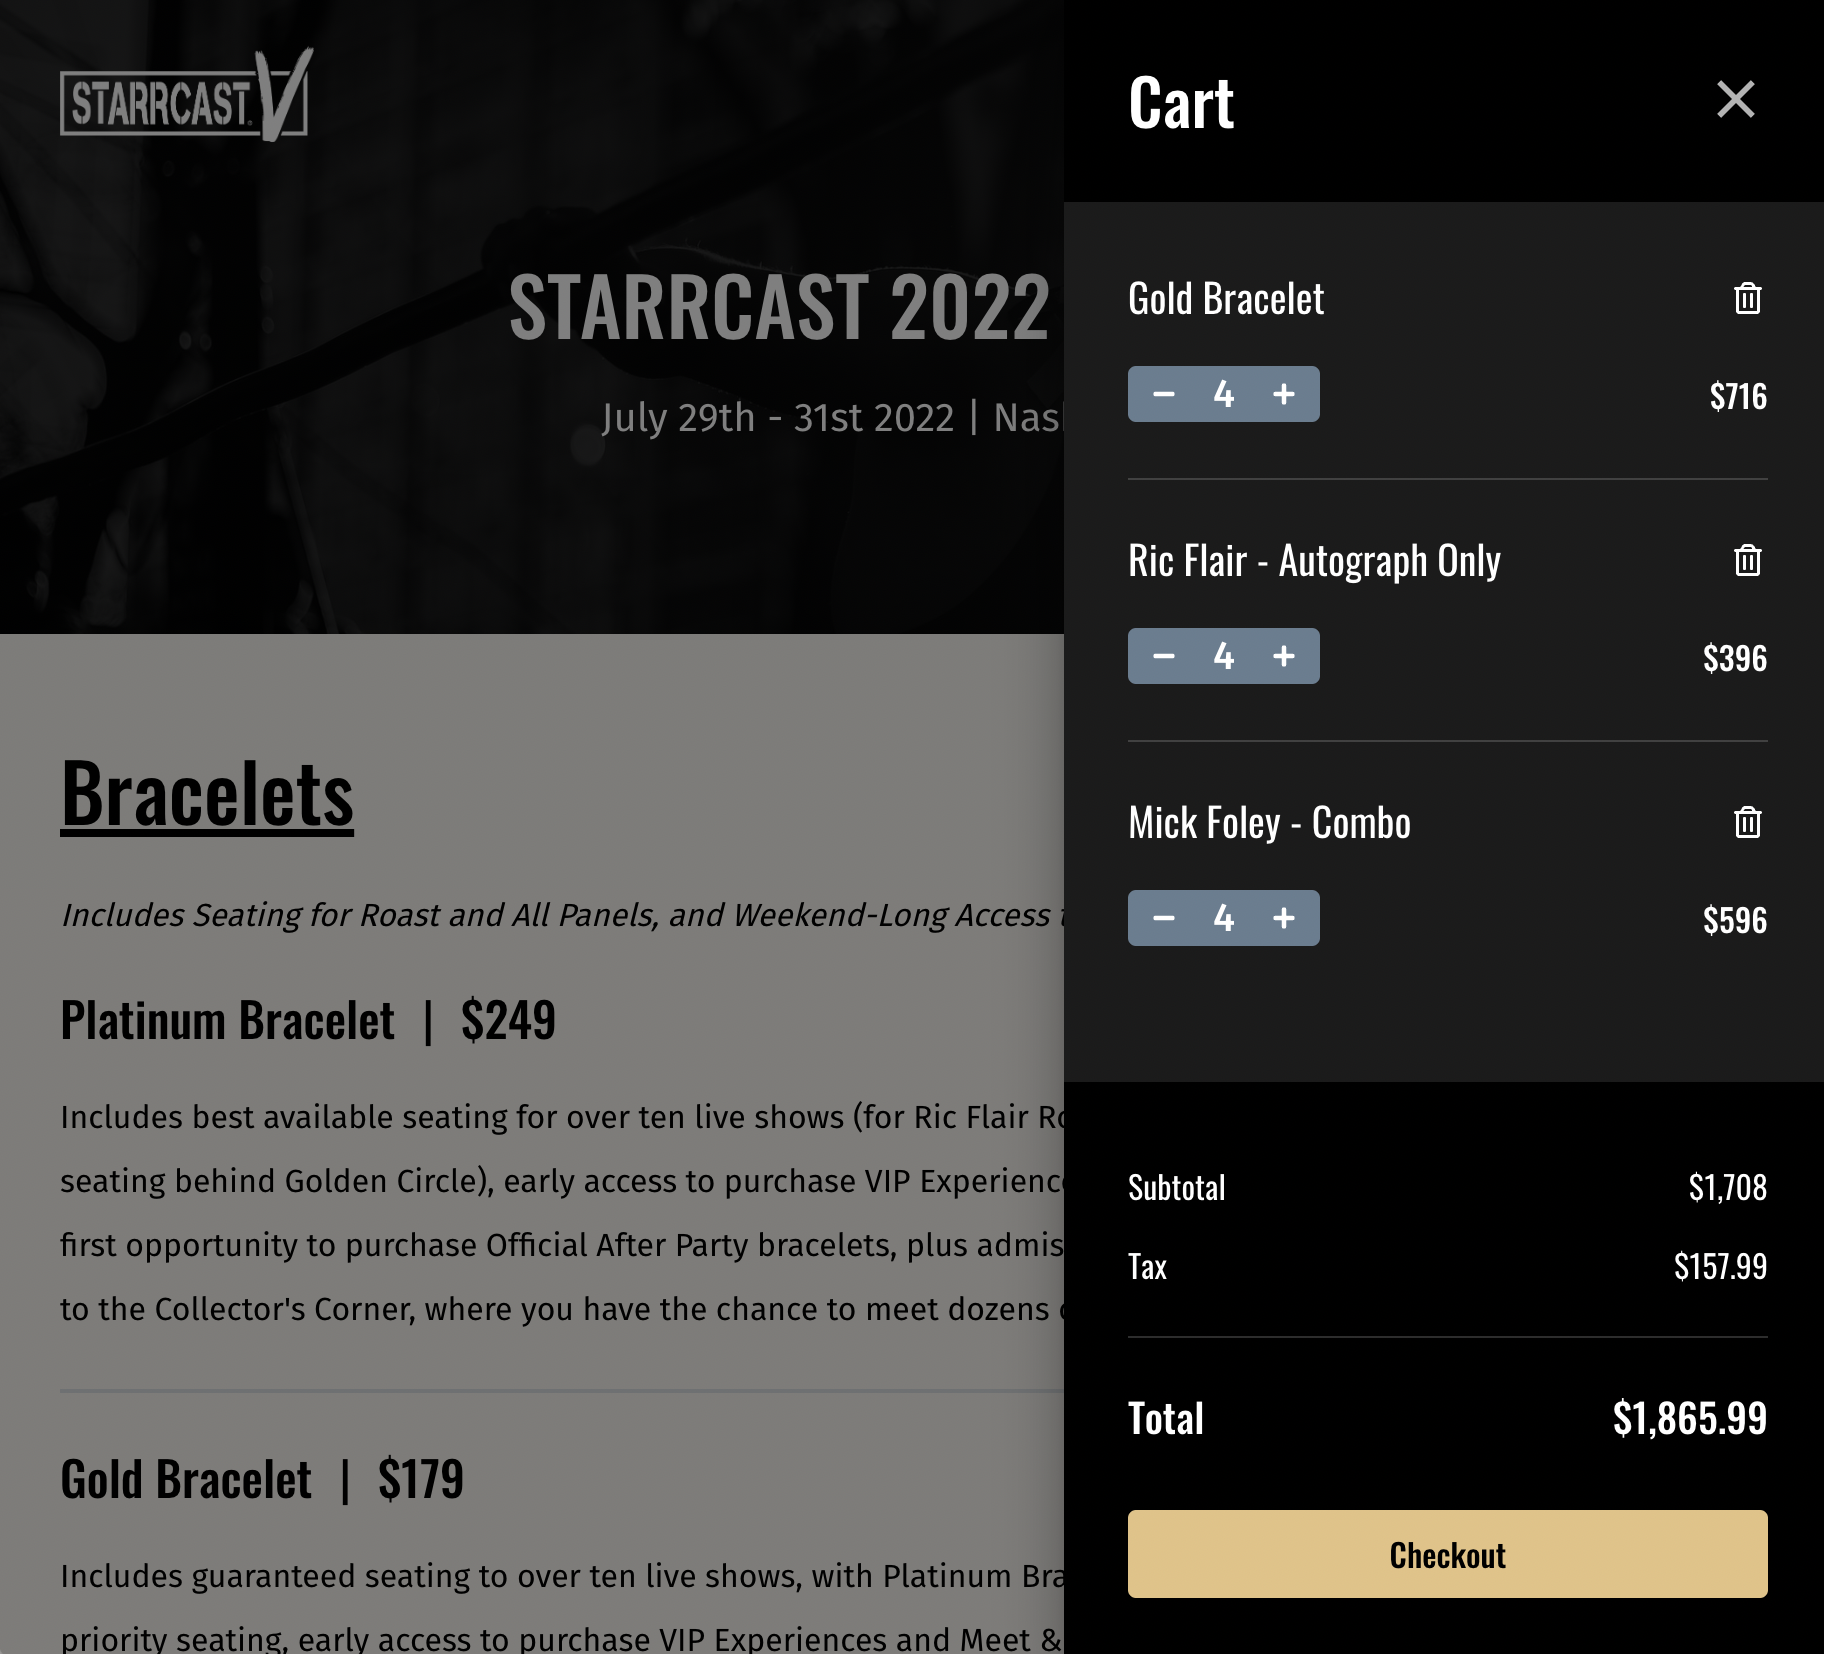 STARRCAST V
STARRCAST 2022
July 29th - 31st 2022 | Nas
Bracelets
Includes Seating for Roast and All Panels, and Weekend-Long Access
Platinum Bracelet | $249
Includes best available seating for over ten live shows (for Ric Flair
seating behind Golden Circle), early access to purchase VIP Experienc
first opportunity to purchase Official After Party bracelets, plus admis
to the Collector's Corner, where you have the chance to meet dozens
Gold Bracelet | $179
Includes guaranteed seating to over ten live shows, with Platinum Bra
priority seating, early access to purchase VIP Experiences and Meet &
Cart
Gold Bracelet
− 4 + $716
Ric Flair - Autograph Only
− 4 + $396
Mick Foley - Combo
− 4 + $596
Subtotal $1,708
Tax $157.99
Total $1,865.99
Checkout